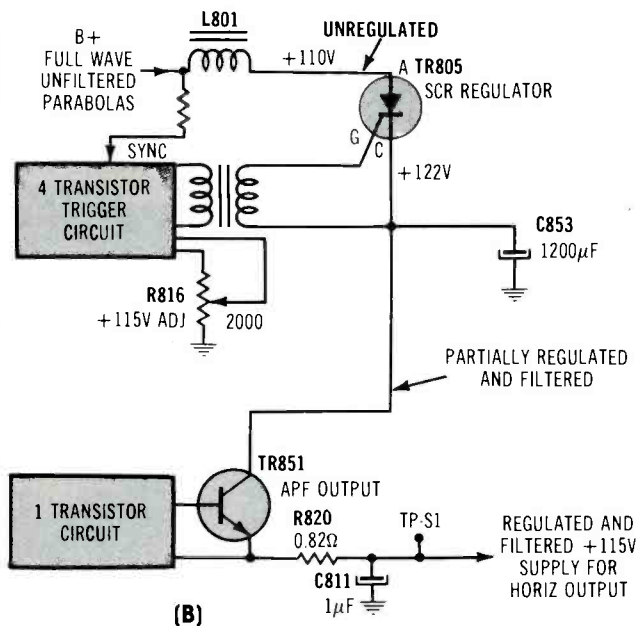 L801
B+
FULL WAVE
UNFILTERED
PARABOLAS
+110V
UNREGULATED
A TR805
SCR REGULATOR
G
C
+122V
SYNC
4 TRANSISTOR
TRIGGER
CIRCUIT
R816
+115V ADJ
2000
C853
1200µF
PARTIALLY REGULATED
AND FILTERED
TR851
APF OUTPUT
1 TRANSISTOR
CIRCUIT
R820
0.82Ω
TP-S1
C811
1µF
REGULATED AND
FILTERED +115V
SUPPLY FOR
HORIZ OUTPUT
(B)